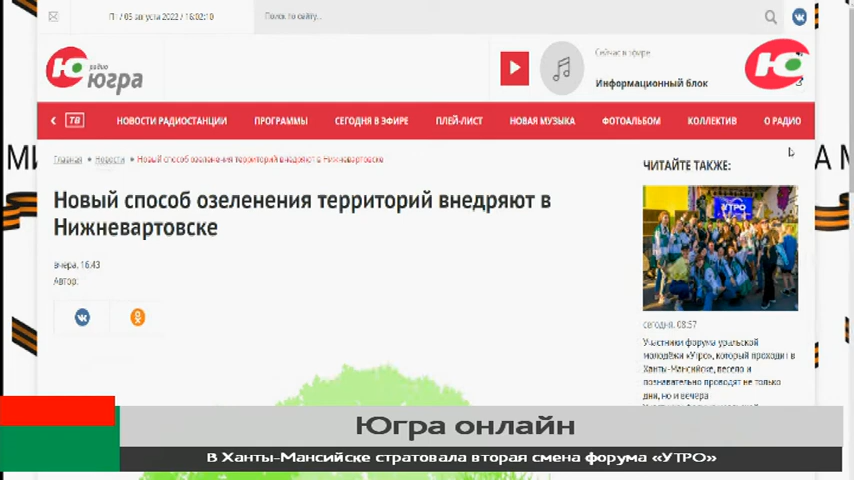 Пт / 05 августа 2022 / 16:02:10
Поиск по сайту...
Ю
радио
Югра
Сейчас в эфире
Информационный блок
Ю
ТВ
НОВОСТИ РАДИОСТАНЦИИ
ПРОГРАММЫ
СЕГОДНЯ В ЭФИРЕ
ПЛЕЙ-ЛИСТ
НОВАЯ МУЗЫКА
ФОТОАЛЬБОМ
КОЛЛЕКТИВ
О РАДИО
Главная • Новости • Новый способ озеленения территорий внедряют в Нижневартовске
Новый способ озеленения территорий внедряют в
Нижневартовске
вчера, 16:43
Автор:
ЧИТАЙТЕ ТАКЖЕ:
УТРО
сегодня, 08:57
Участники форума уральской
молодёжи «Утро», который проходит в
Ханты-Мансийске, весело и
познавательно проводят не только
дни, но и вечера
Югра онлайн
В Ханты-Мансийске стратовала вторая смена форума «УТРО»